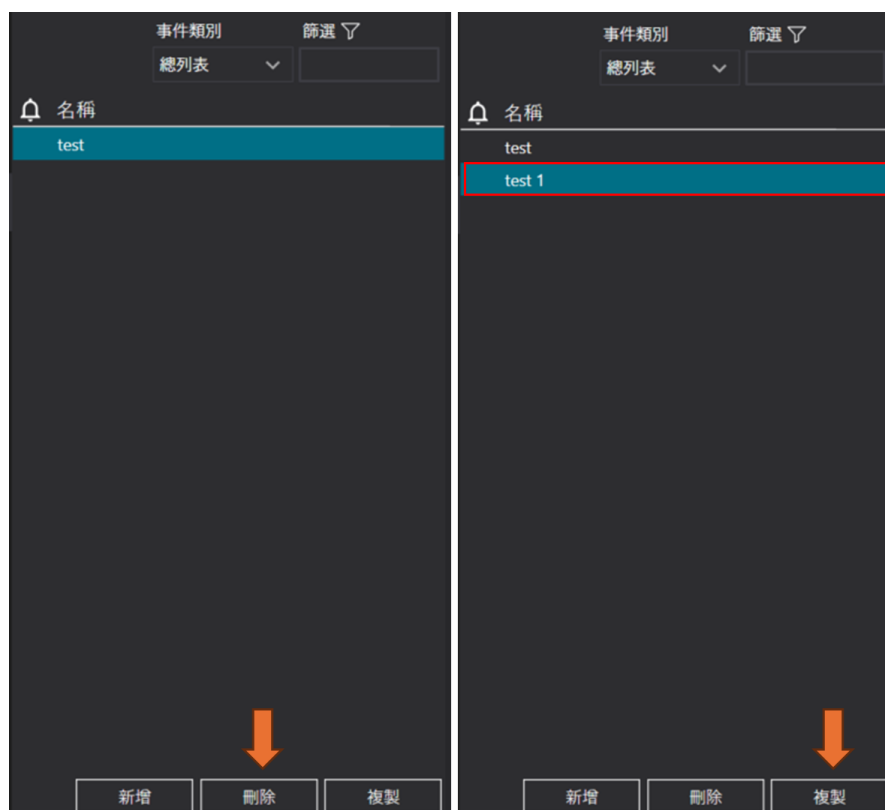 事件類別 篩選
總列表
名稱
test
新增 刪除 複製
事件類別 篩選
總列表
名稱
test
test 1
新增 刪除 複製